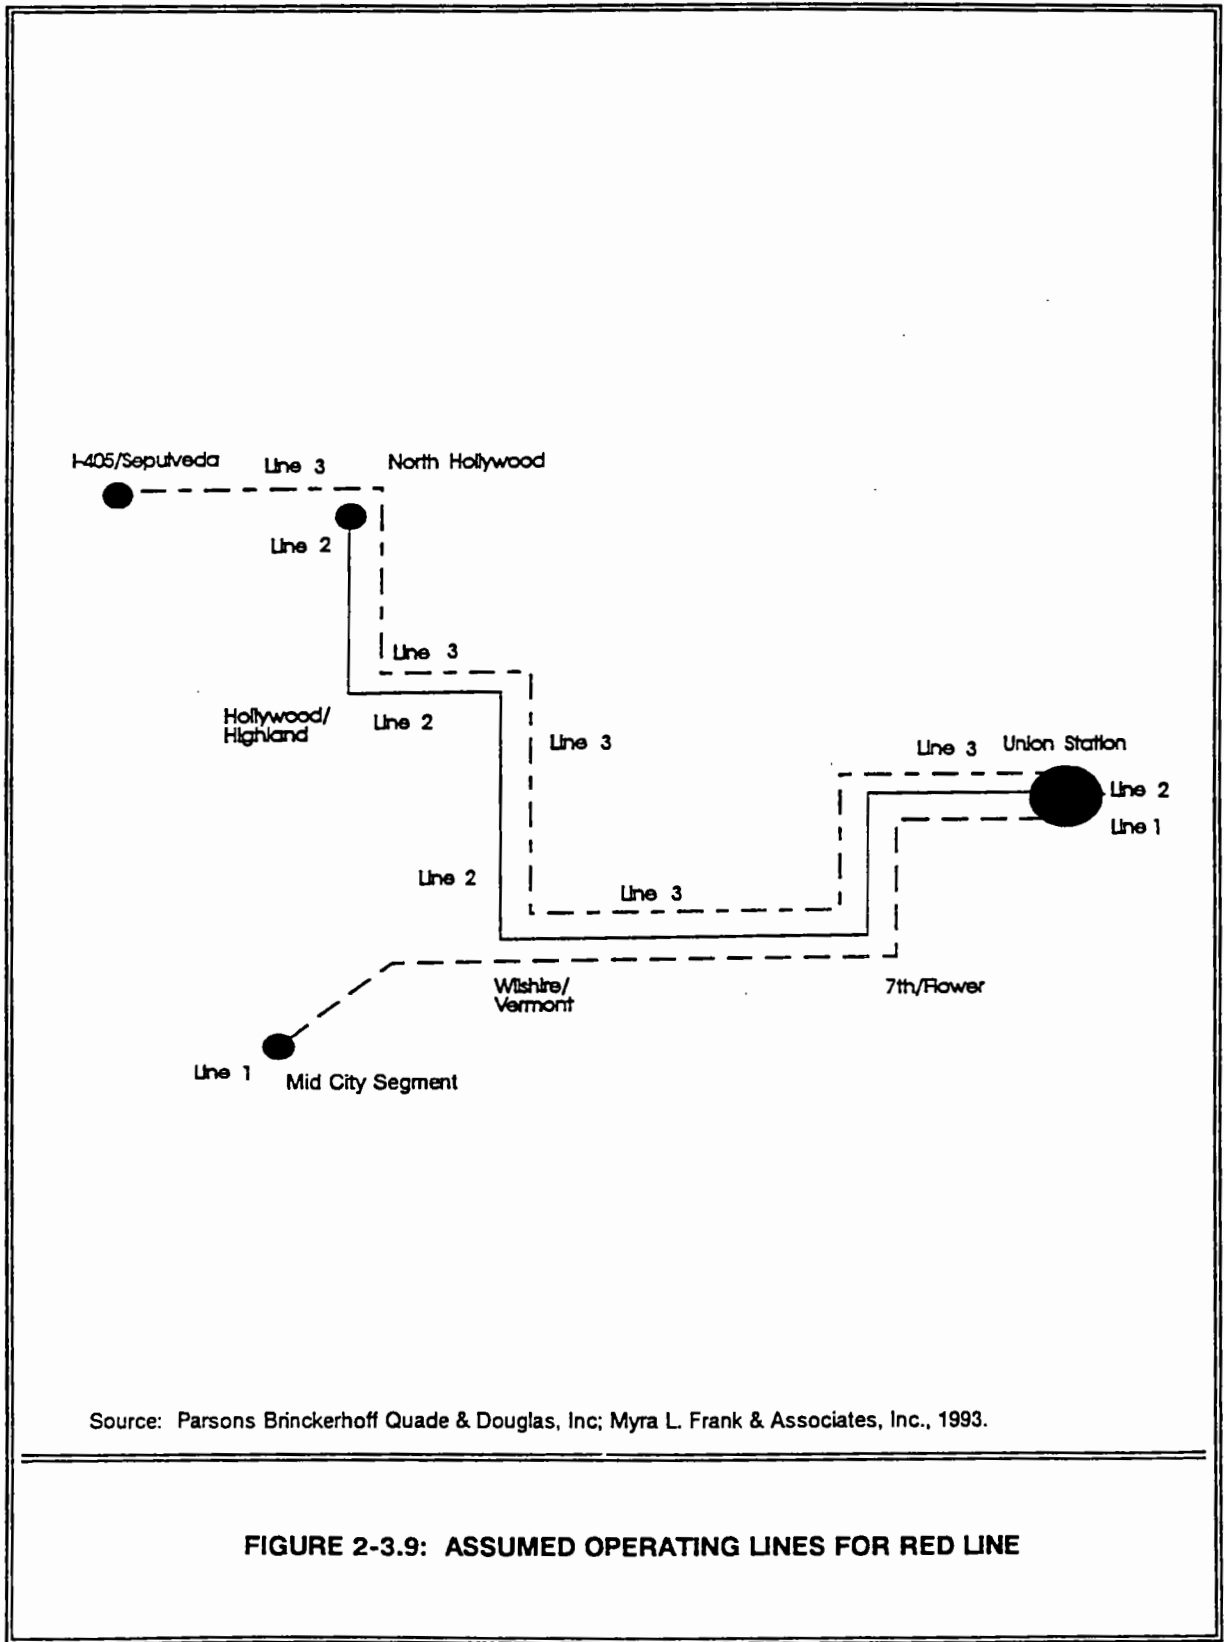 I-405/Sepulveda
Line 3
North Hollywood
Line 2
Line 3
Hollywood/
Highland
Line 2
Line 3
Line 3
Union Station
Line 2
Line 1
Line 2
Line 3
Wilshire/
Vermont
7th/Flower
Line 1
Mid City Segment
Source: Parsons Brinckerhoff Quade & Douglas, Inc; Myra L. Frank & Associates, Inc., 1993.
FIGURE 2-3.9: ASSUMED OPERATING LINES FOR RED LINE